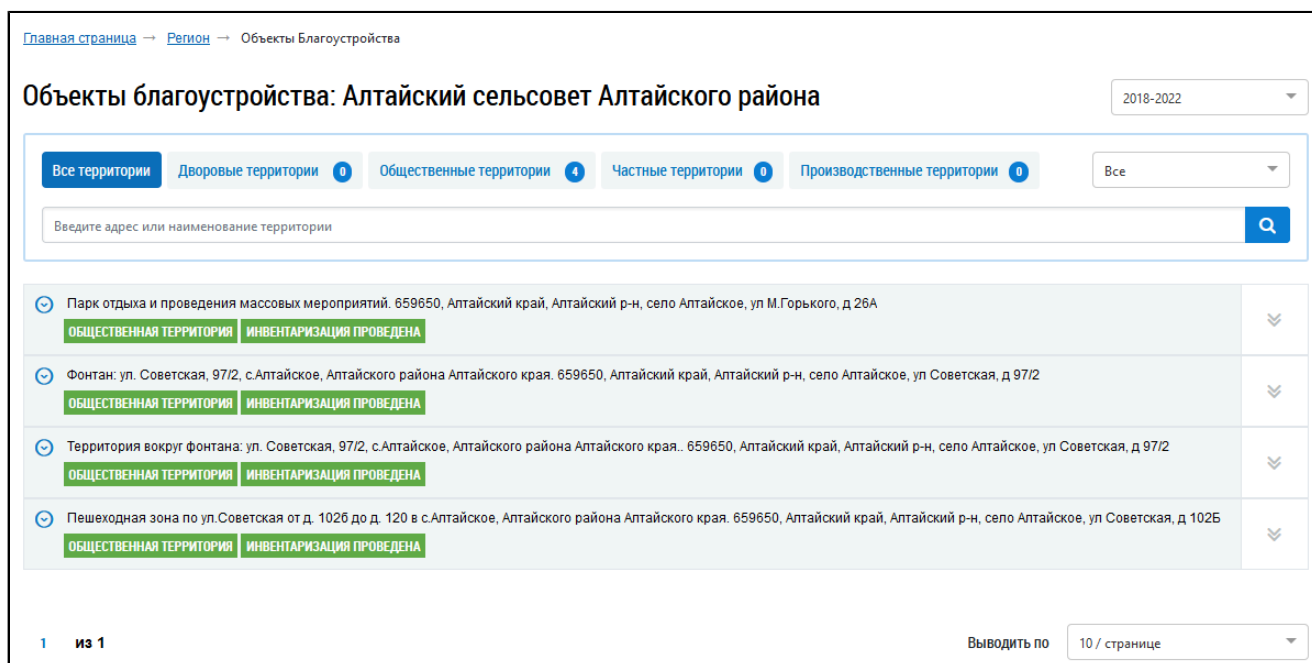 Главная страница → Регион → Объекты Благоустройства
Объекты благоустройства: Алтайский сельсовет Алтайского района
2018-2022
Все территории Дворовые территории 0 Общественные территории 4 Частные территории 0 Производственные территории 0 Все
Введите адрес или наименование территории
Парк отдыха и проведения массовых мероприятий. 659650, Алтайский край, Алтайский р-н, село Алтайское, ул М.Горького, д 26А
ОБЩЕСТВЕННАЯ ТЕРРИТОРИЯ ИНВЕНТАРИЗАЦИЯ ПРОВЕДЕНА
Фонтан: ул. Советская, 97/2, с.Алтайское, Алтайского района Алтайского края. 659650, Алтайский край, Алтайский р-н, село Алтайское, ул Советская, д 97/2
ОБЩЕСТВЕННАЯ ТЕРРИТОРИЯ ИНВЕНТАРИЗАЦИЯ ПРОВЕДЕНА
Территория вокруг фонтана: ул. Советская, 97/2, с.Алтайское, Алтайского района Алтайского края.. 659650, Алтайский край, Алтайский р-н, село Алтайское, ул Советская, д 97/2
ОБЩЕСТВЕННАЯ ТЕРРИТОРИЯ ИНВЕНТАРИЗАЦИЯ ПРОВЕДЕНА
Пешеходная зона по ул.Советская от д. 102б до д. 120 в с.Алтайское, Алтайского района Алтайского края. 659650, Алтайский край, Алтайский р-н, село Алтайское, ул Советская, д 102Б
ОБЩЕСТВЕННАЯ ТЕРРИТОРИЯ ИНВЕНТАРИЗАЦИЯ ПРОВЕДЕНА
1 из 1
Выводить по 10 / странице